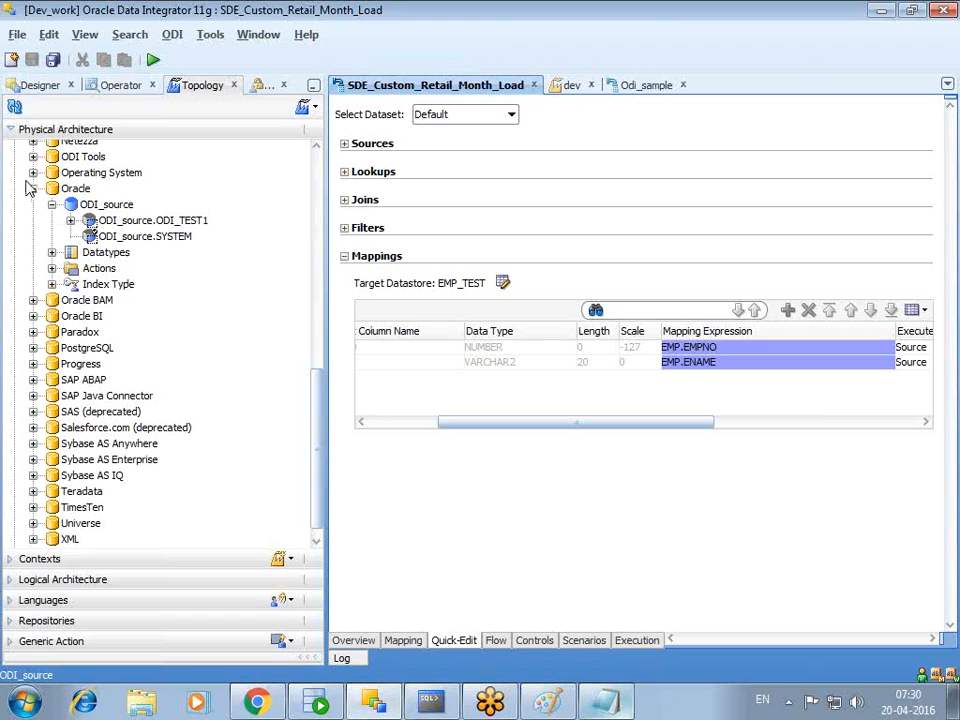 [Dev_work] Oracle Data Integrator 11g : SDE_Custom_Retail_Month_Load
File Edit View Search ODI Tools Window Help
Designer
Operator
Topology
...
SDE_Custom_Retail_Month_Load
dev
Odi_sample
Physical Architecture
Netezza
ODI Tools
Operating System
Oracle
ODI_source
ODI_source.ODI_TEST1
ODI_source.SYSTEM
Datatypes
Actions
Index Type
Oracle BAM
Oracle BI
Paradox
PostgreSQL
Progress
SAP ABAP
SAP Java Connector
SAS (deprecated)
Salesforce.com (deprecated)
Sybase AS Anywhere
Sybase AS Enterprise
Sybase AS IQ
Teradata
TimesTen
Universe
XML
Contexts
Logical Architecture
Languages
Repositories
Generic Action
Select Dataset: Default
Sources
Lookups
Joins
Filters
Mappings
Target Datastore: EMP_TEST
Column Name Data Type Length Scale Mapping Expression Execute
NUMBER 0 -127 EMP.EMPNO Source
VARCHAR2 20 0 EMP.ENAME Source
Overview Mapping Quick-Edit Flow Controls Scenarios Execution
Log
ODI_source
SQL>
EN
07:30
20-04-2016